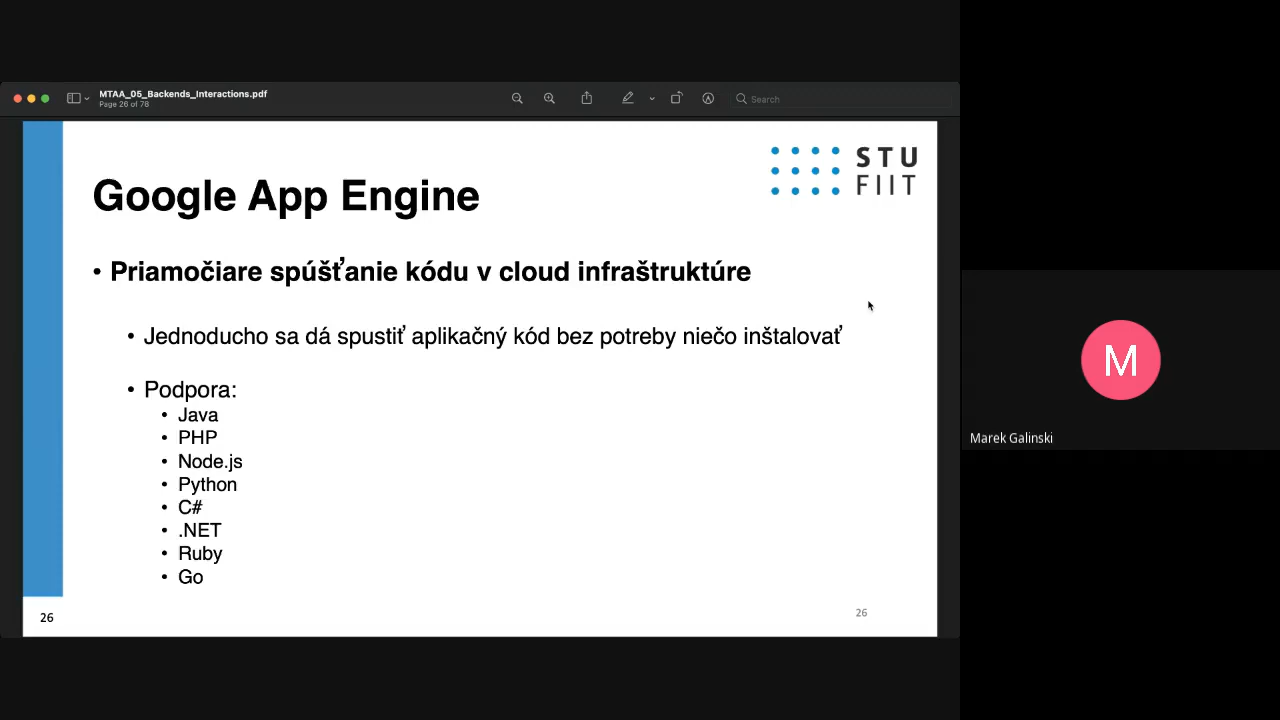 MTAA_05_Backends_Interactions.pdf
Page 26 of 78
Search
STU
FIIT
Google App Engine
• Priamočiare spúšťanie kódu v cloud infraštruktúre
• Jednoducho sa dá spustiť aplikačný kód bez potreby niečo inštalovať
• Podpora:
• Java
• PHP
• Node.js
• Python
• C#
• .NET
• Ruby
• Go
26
26
M
Marek Galinski